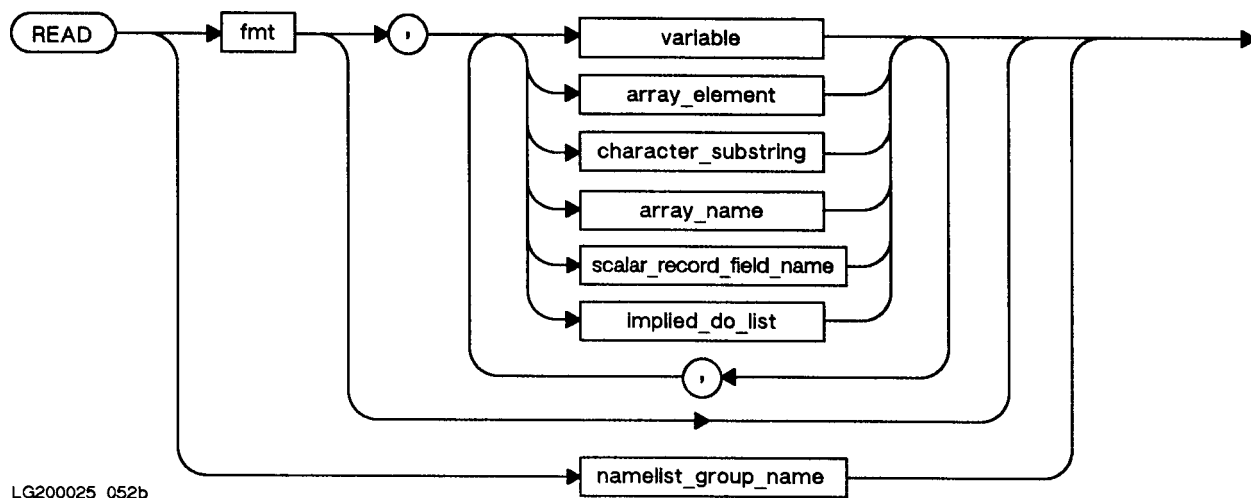 READ
fmt
,
variable
array_element
character_substring
array_name
scalar_record_field_name
implied_do_list
,
namelist_group_name
LG200025_052b